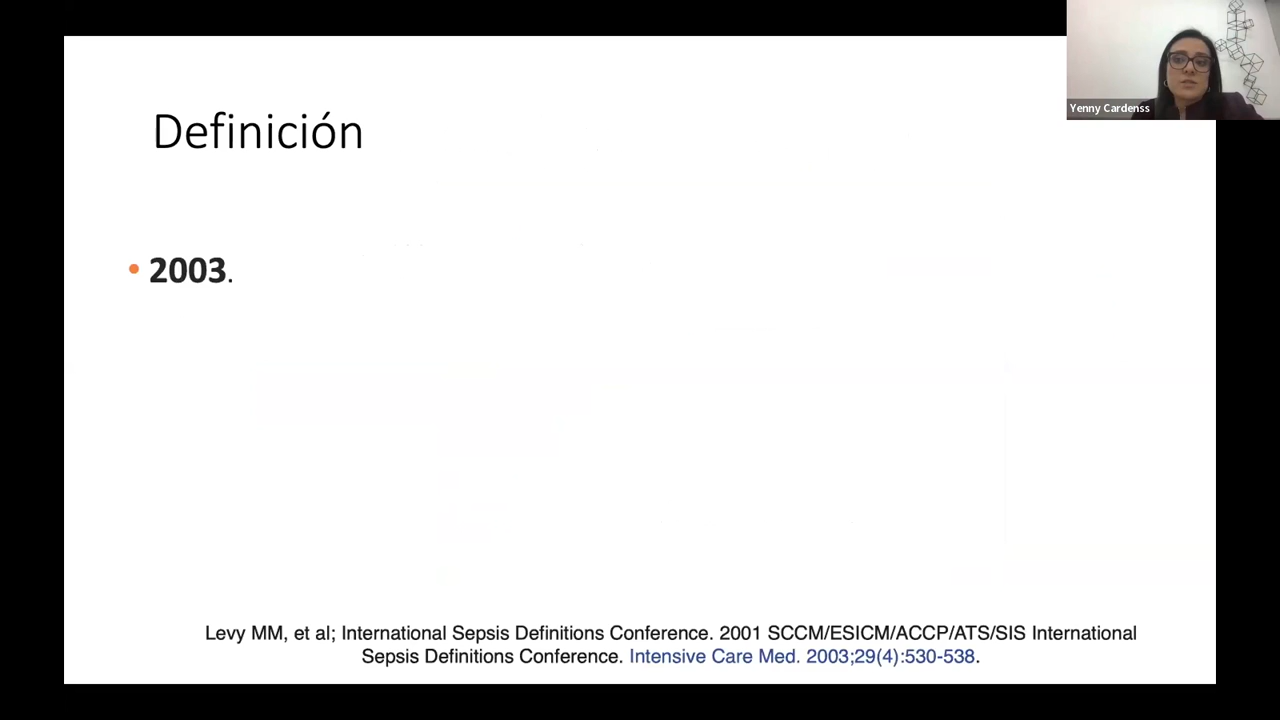 Yenny Cardenss
Definición
• 2003.
Levy MM, et al; International Sepsis Definitions Conference. 2001 SCCM/ESICM/ACCP/ATS/SIS International
Sepsis Definitions Conference. Intensive Care Med. 2003;29(4):530-538.